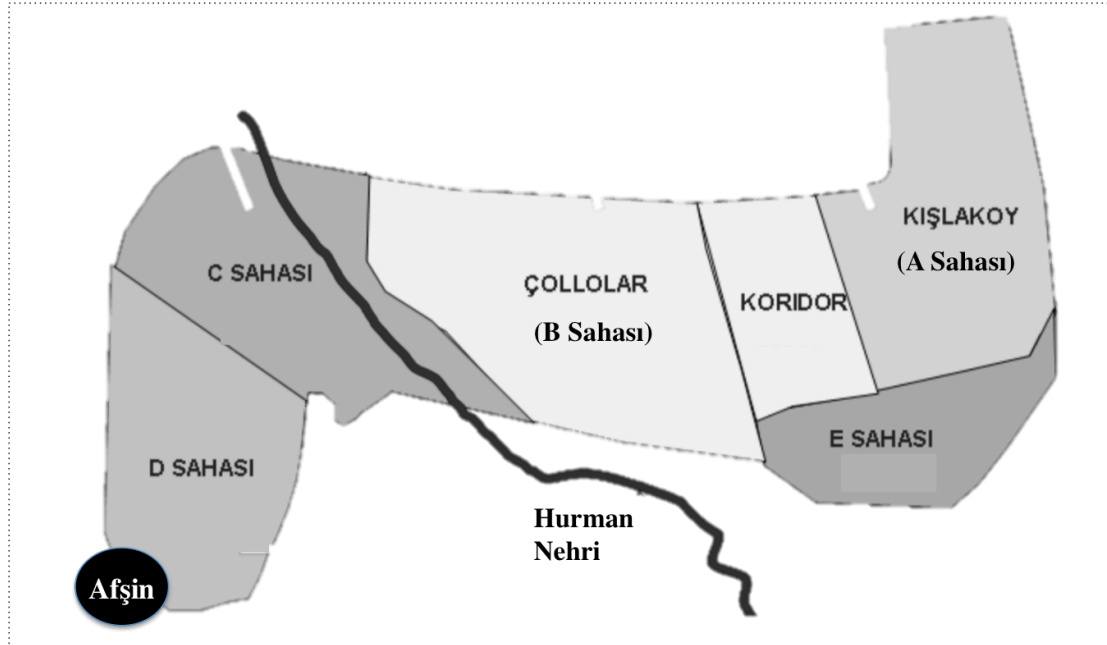 KIŞLAKOY
(A Sahası)
C SAHASI
ÇOLLOLAR
(B Sahası)
KORIDOR
E SAHASI
D SAHASI
Hurman
Nehri
Afşin